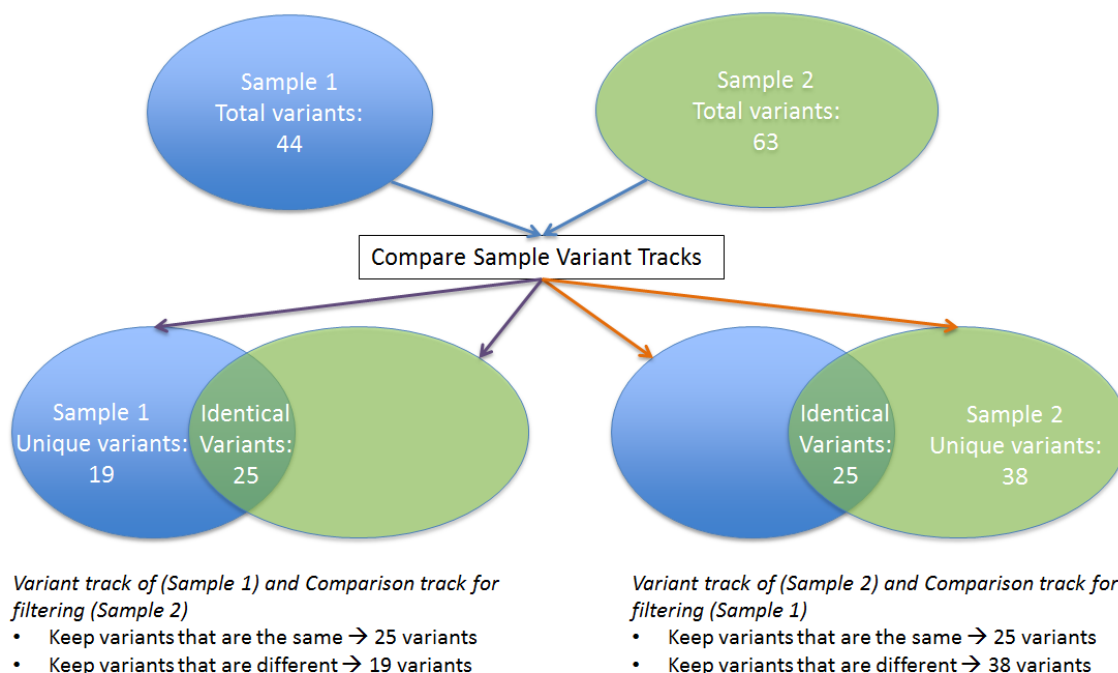 Sample 1
Total variants:
44
Sample 2
Total variants:
63
Compare Sample Variant Tracks
Sample 1
Unique variants:
19
Identical
Variants:
25
Identical
Variants:
25
Sample 2
Unique variants:
38
Variant track of (Sample 1) and Comparison track for
filtering (Sample 2)
• Keep variants that are the same → 25 variants
• Keep variants that are different → 19 variants
Variant track of (Sample 2) and Comparison track for
filtering (Sample 1)
• Keep variants that are the same → 25 variants
• Keep variants that are different → 38 variants